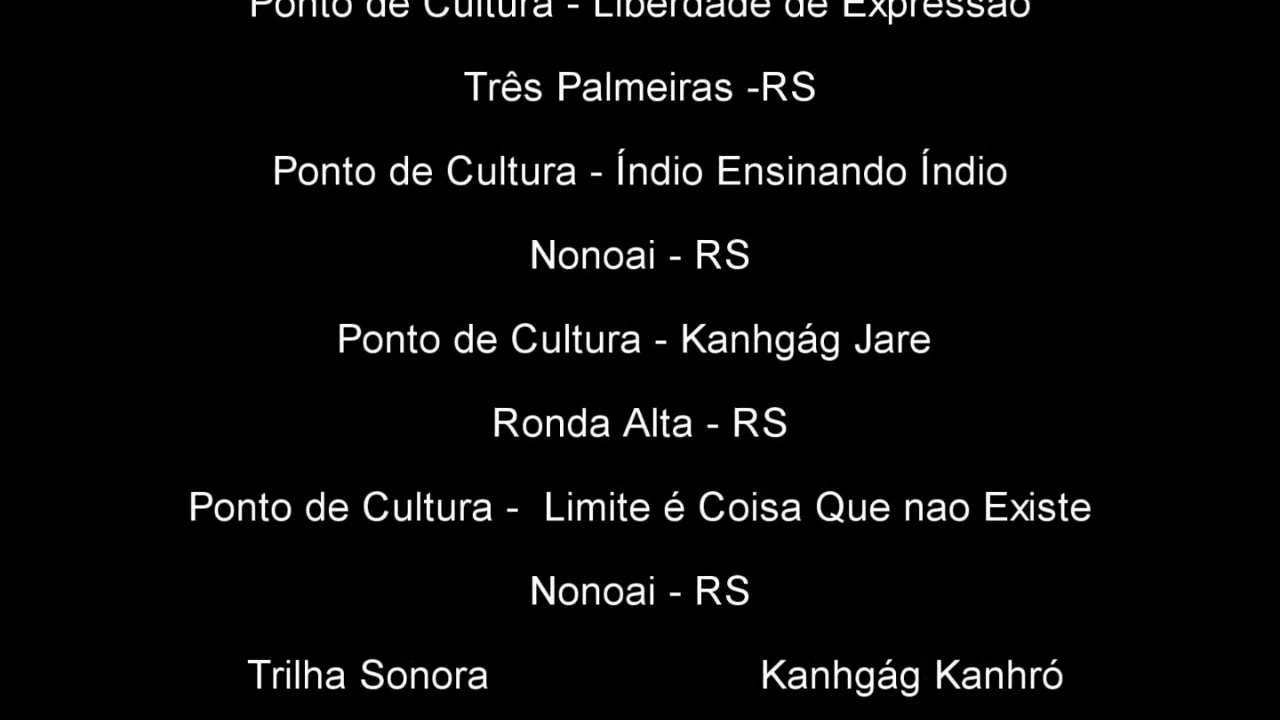 Ponto de Cultura - Liberdade de Expressão
Três Palmeiras -RS
Ponto de Cultura - Índio Ensinando Índio
Nonoai - RS
Ponto de Cultura - Kanhgág Jare
Ronda Alta - RS
Ponto de Cultura -  Limite é Coisa Que nao Existe
Nonoai - RS
Trilha Sonora Kanhgág Kanhró